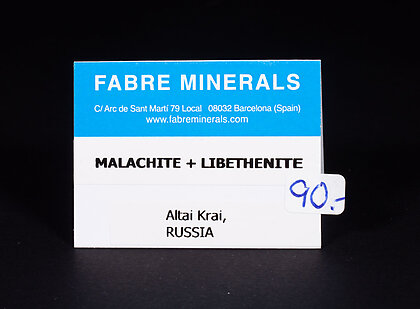 FABRE MINERALS
C/ Arc de Sant Martí 79 Local 08032 Barcelona (Spain)
www.fabreminerals.com
MALACHITE + LIBETHENITE
90.-
Altai Krai,
RUSSIA